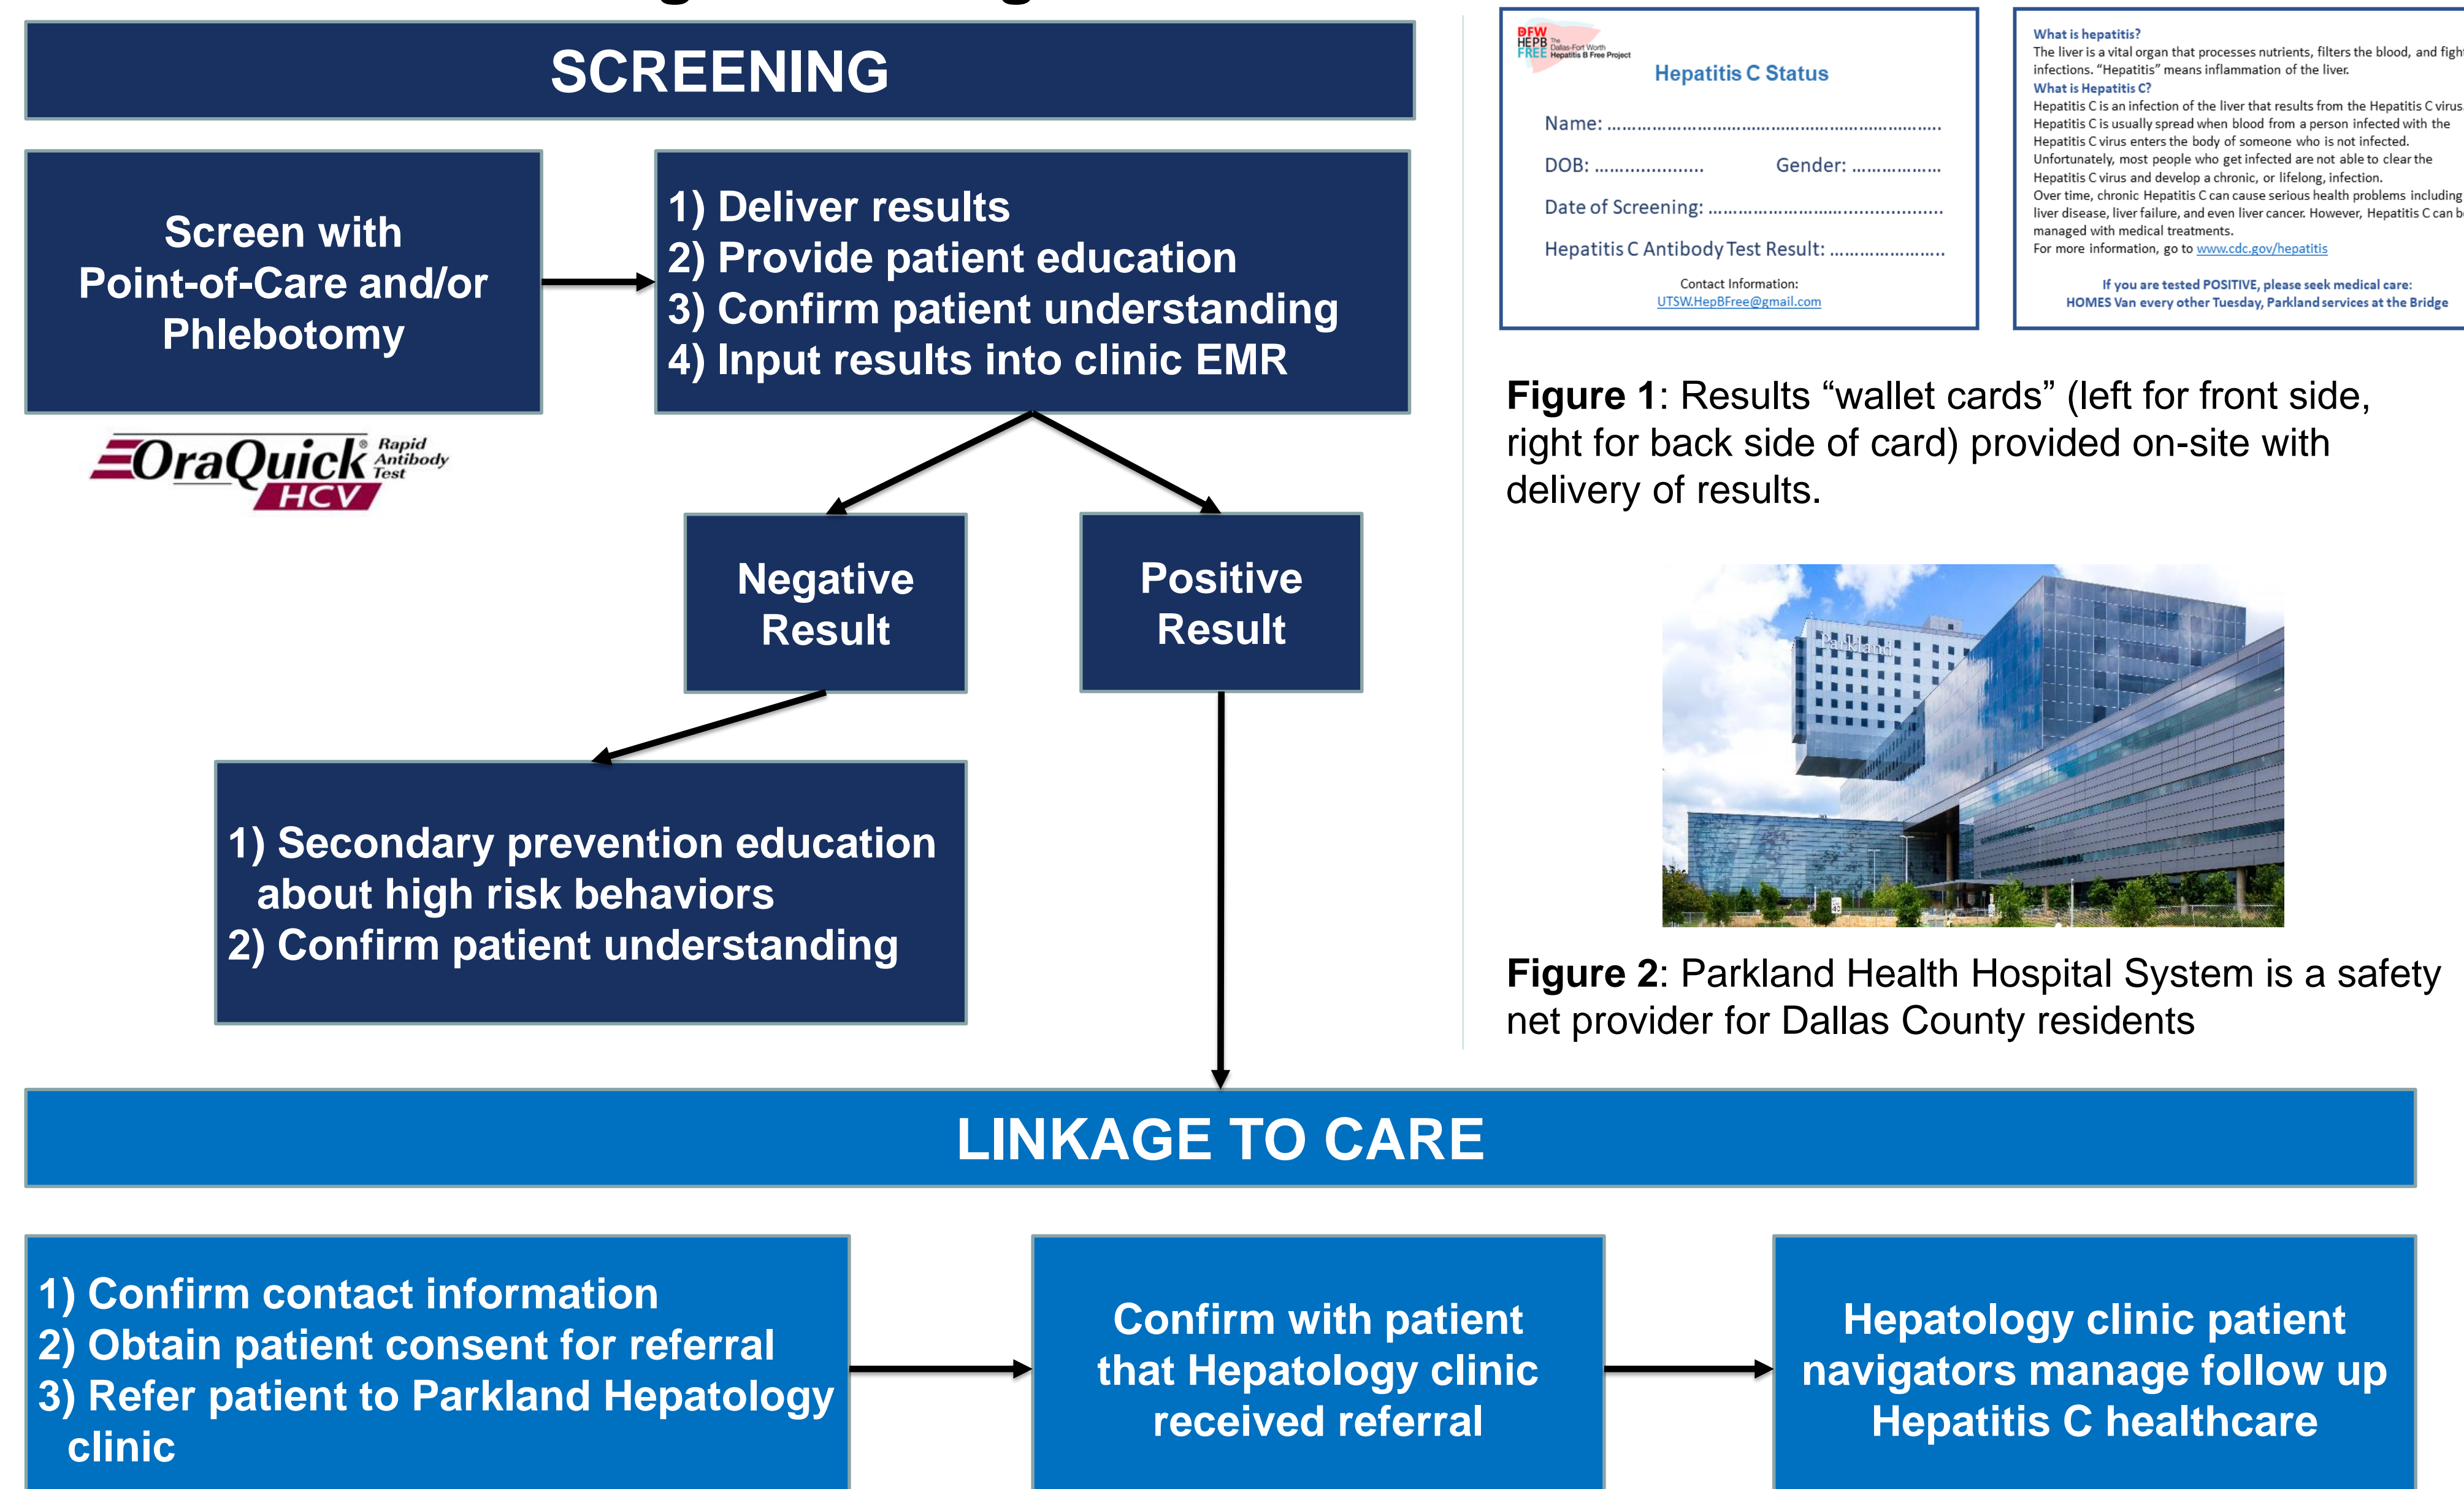 SCREENING
Screen with
Point-of-Care and/or
Phlebotomy
1) Deliver results
2) Provide patient education
3) Confirm patient understanding
4) Input results into clinic EMR
OraQuick® Rapid
Antibody
Test
HCV
Negative
Result
Positive
Result
1) Secondary prevention education
about high risk behaviors
2) Confirm patient understanding
DFW
HEPB The
Dallas-Fort Worth
FREE Hepatitis B Free Project
Hepatitis C Status
Name: ..................................................................
DOB: ...................... Gender: ..................
Date of Screening: ...............................................
Hepatitis C Antibody Test Result: .......................
Contact Information:
UTSW.HepBFree@gmail.com
What is hepatitis?
The liver is a vital organ that processes nutrients, filters the blood, and figh
infections. “Hepatitis” means inflammation of the liver.
What is Hepatitis C?
Hepatitis C is an infection of the liver that results from the Hepatitis C virus
Hepatitis C is usually spread when blood from a person infected with the
Hepatitis C virus enters the body of someone who is not infected.
Unfortunately, most people who get infected are not able to clear the
Hepatitis C virus and develop a chronic, or lifelong, infection.
Over time, chronic Hepatitis C can cause serious health problems including
liver disease, liver failure, and even liver cancer. However, Hepatitis C can b
managed with medical treatments.
For more information, go to www.cdc.gov/hepatitis
If you are tested POSITIVE, please seek medical care:
HOMES Van every other Tuesday, Parkland services at the Bridge
Figure 1: Results “wallet cards” (left for front side,
right for back side of card) provided on-site with
delivery of results.
Parkland
Figure 2: Parkland Health Hospital System is a safety
net provider for Dallas County residents
LINKAGE TO CARE
1) Confirm contact information
2) Obtain patient consent for referral
3) Refer patient to Parkland Hepatology
clinic
Confirm with patient
that Hepatology clinic
received referral
Hepatology clinic patient
navigators manage follow up
Hepatitis C healthcare